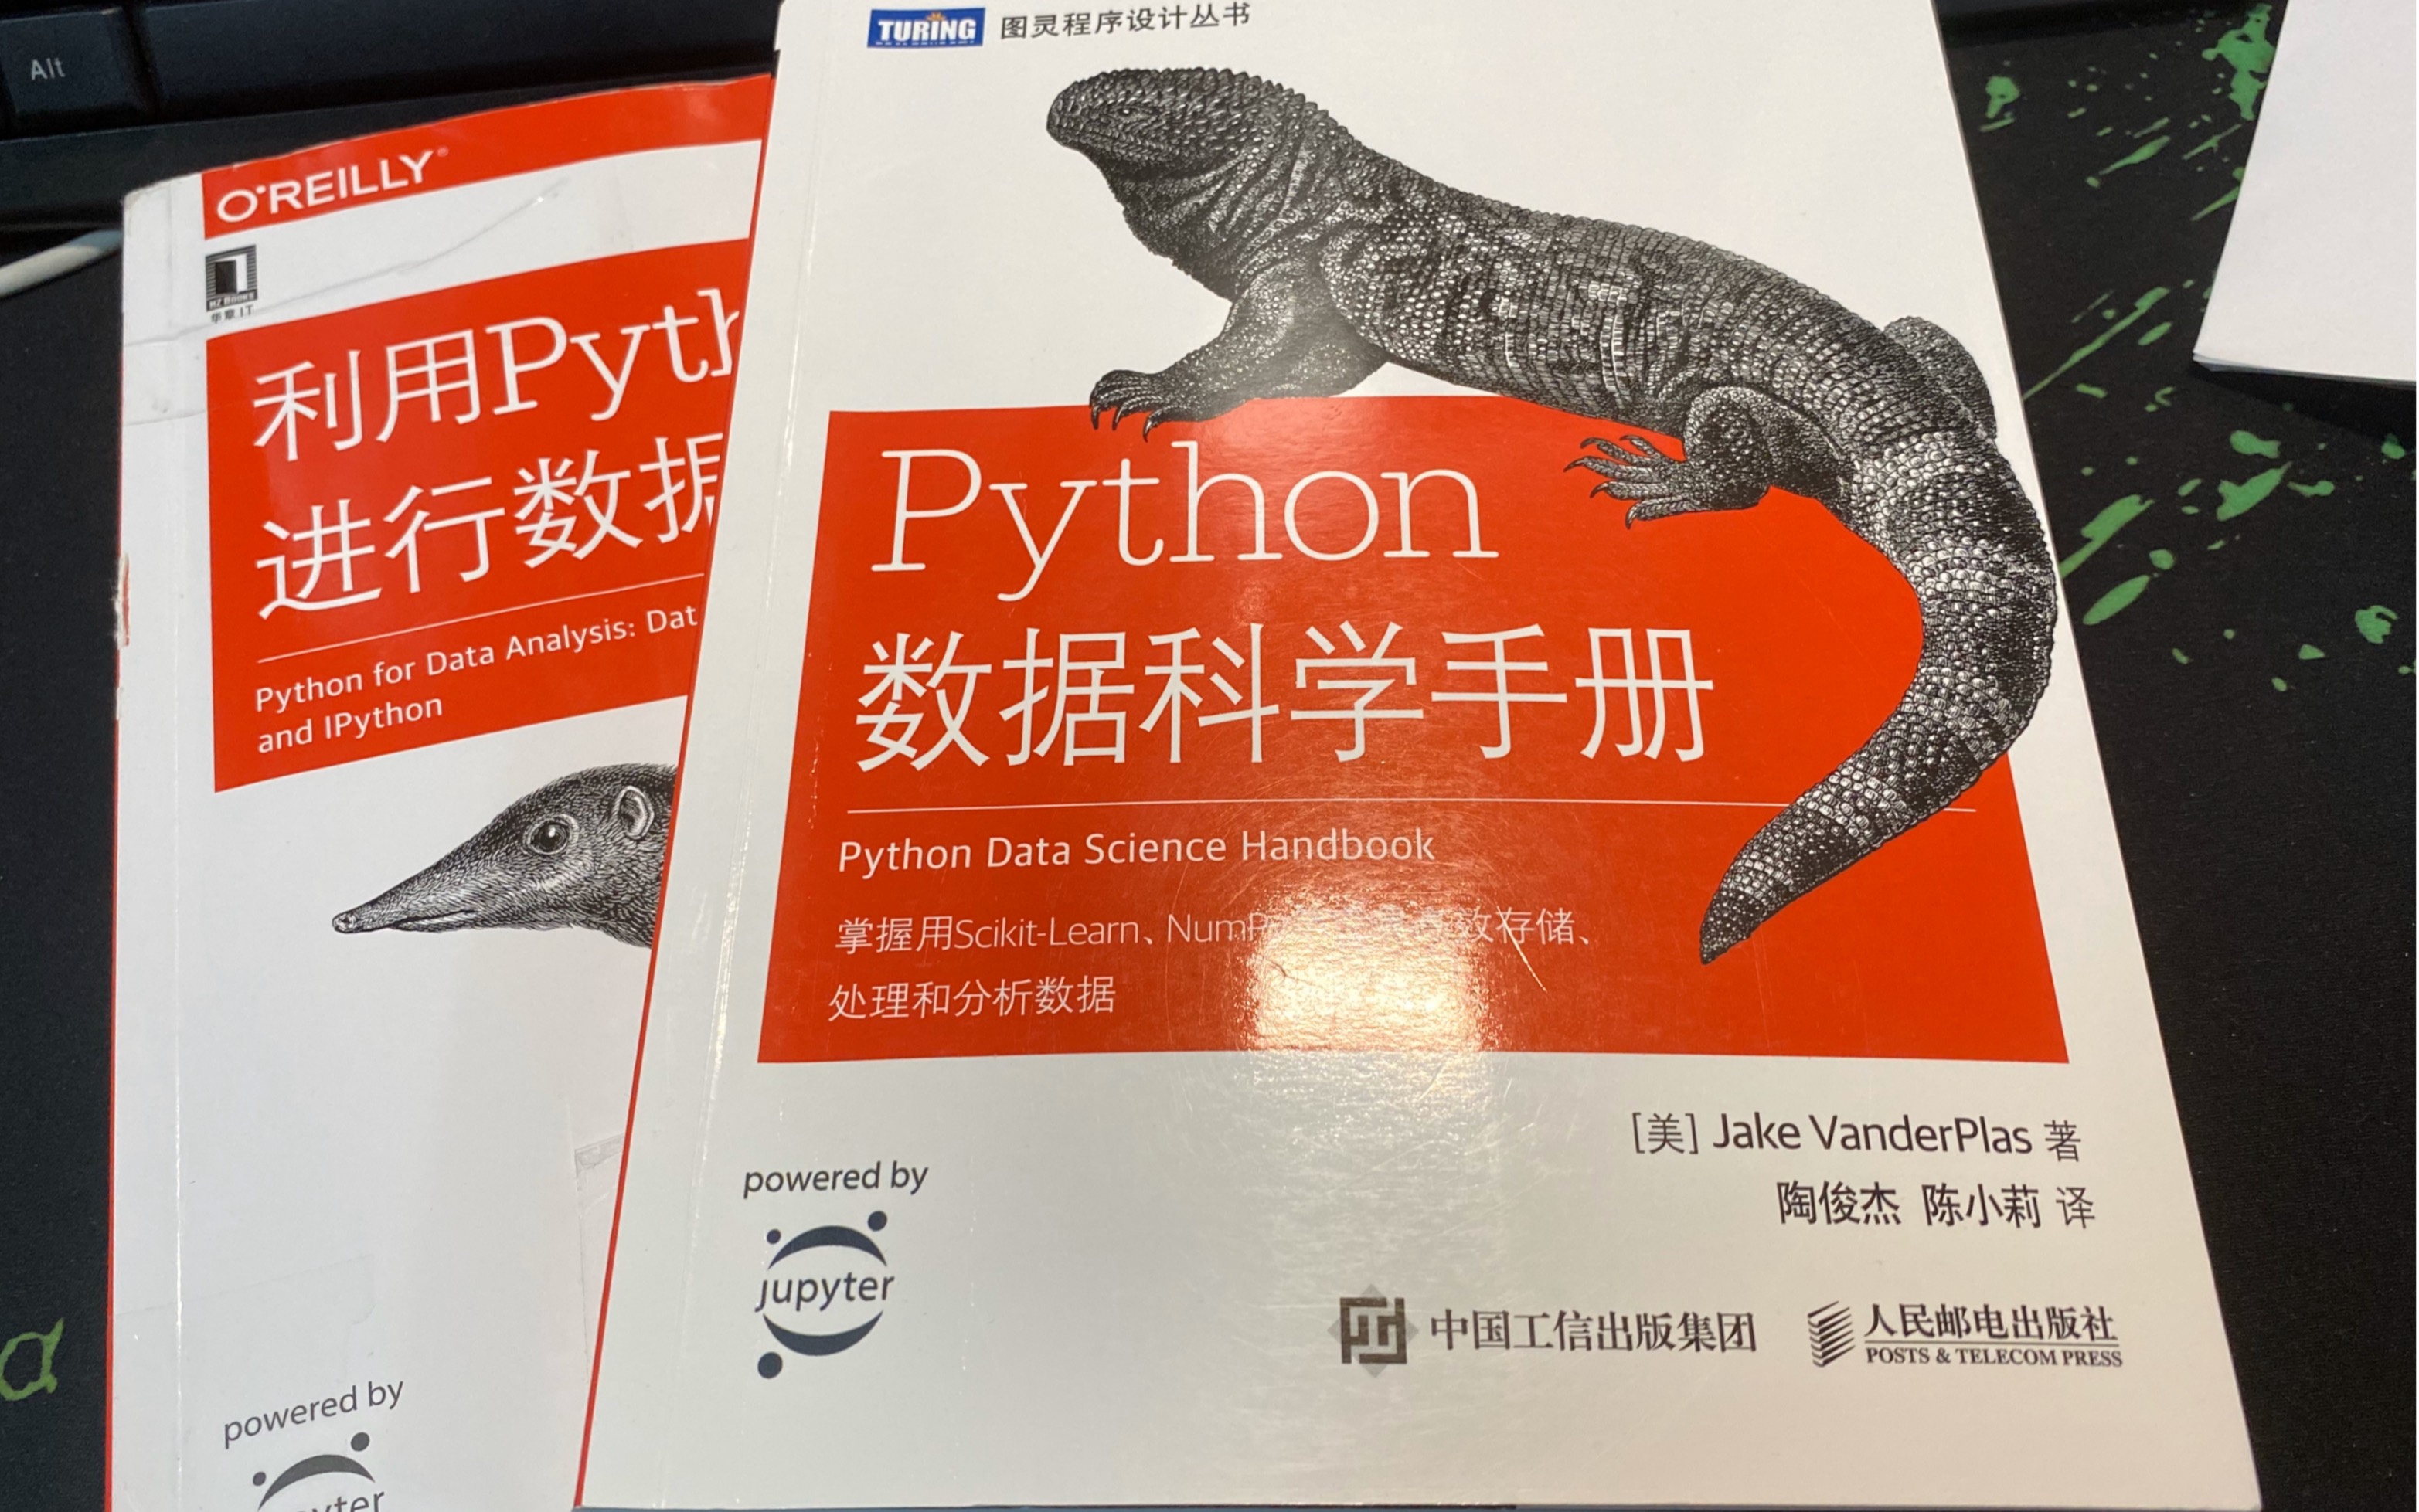 Alt
O'REILLY
HZ BOOKS
华章IT
利用Pyth
进行数据
Python for Data Analysis: Dat
and IPython
powered by
TURING 图灵程序设计丛书
Python
数据科学手册
Python Data Science Handbook
掌握用Scikit-Learn、NumP 存储、
处理和分析数据
[美] Jake VanderPlas 著
陶俊杰 陈小莉 译
powered by
jupyter
中国工信出版集团 人民邮电出版社
POSTS & TELECOM PRESS